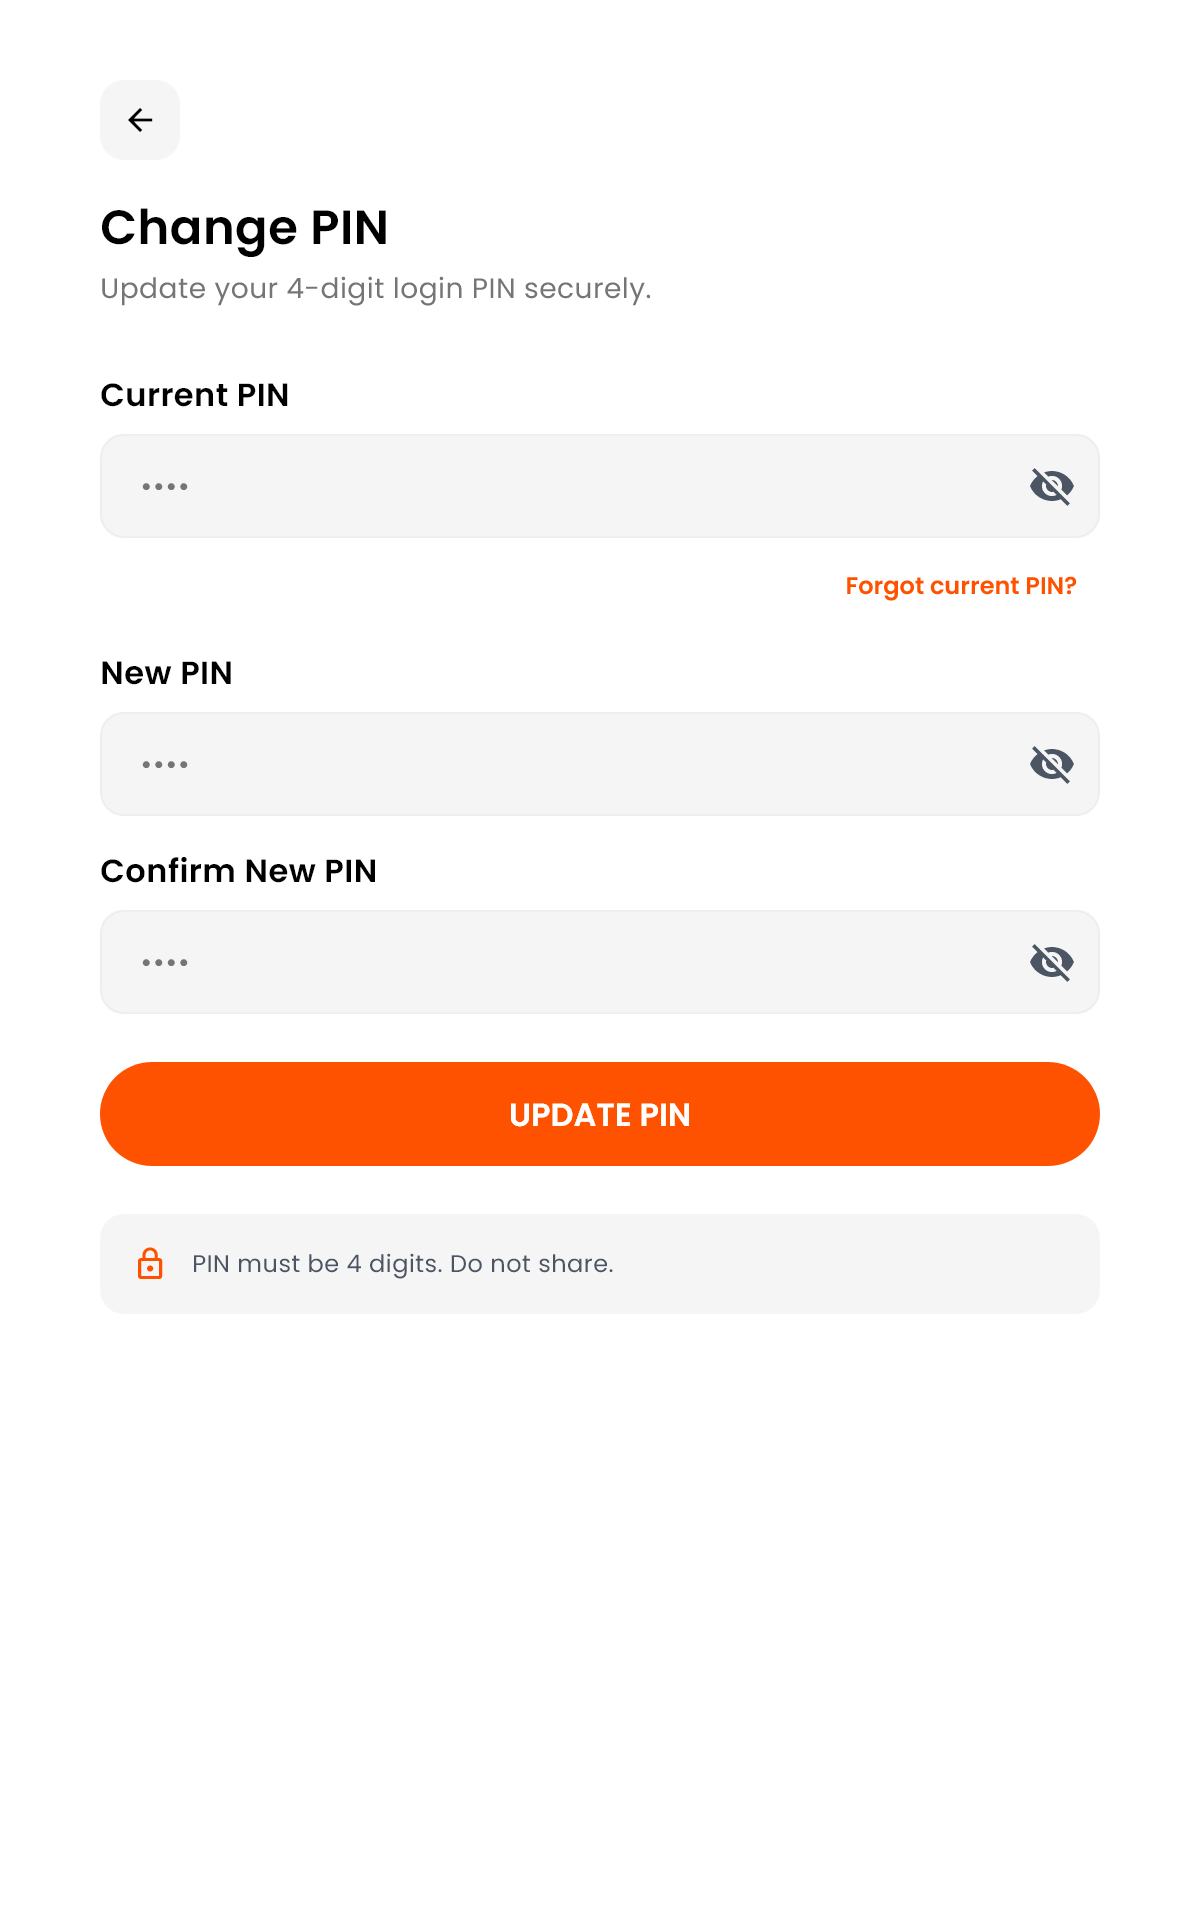 Change PIN
Update your 4-digit login PIN securely.
Current PIN
••••
Forgot current PIN?
New PIN
••••
Confirm New PIN
••••
UPDATE PIN
PIN must be 4 digits. Do not share.